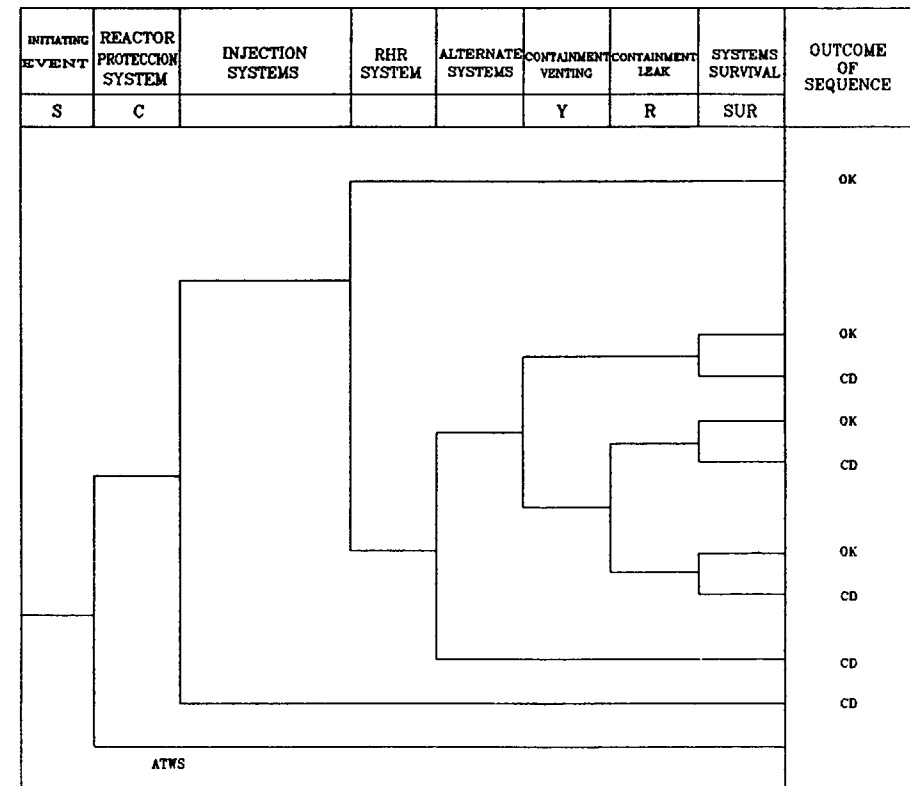 INITIATING
EVENT
REACTOR
PROTECCION
SYSTEM
INJECTION
SYSTEMS
RHR
SYSTEM
ALTERNATE
SYSTEMS
CONTAINMENT
VENTING
CONTAINMENT
LEAK
SYSTEMS
SURVIVAL
OUTCOME
OF
SEQUENCE
S
C
Y
R
SUR
OK
OK
CD
OK
CD
OK
CD
CD
CD
ATWS